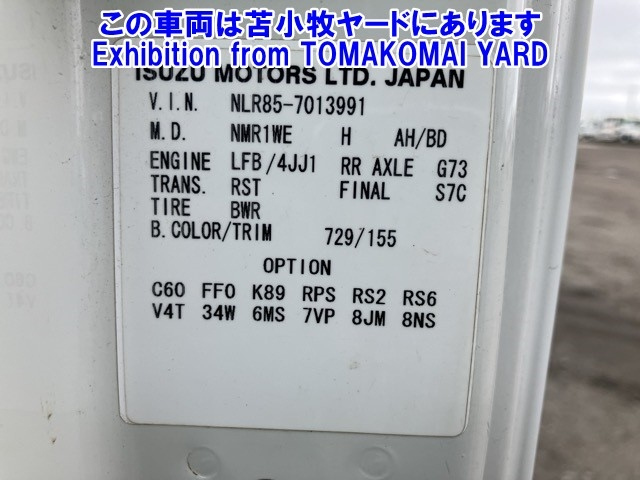 この車両は苫小牧ヤードにあります
Exhibition from TOMAKOMAI YARD
ISUZU MOTORS LTD. JAPAN
V.I.N. NLR85-7013991
M.D. NMR1WE H AH/BD
ENGINE LFB/4JJ1 RR AXLE G73
TRANS. RST FINAL S7C
TIRE BWR
B.COLOR/TRIM 729/155
OPTION
C60 FF0 K89 RPS RS2 RS6
V4T 34W 6MS 7VP 8JM 8NS